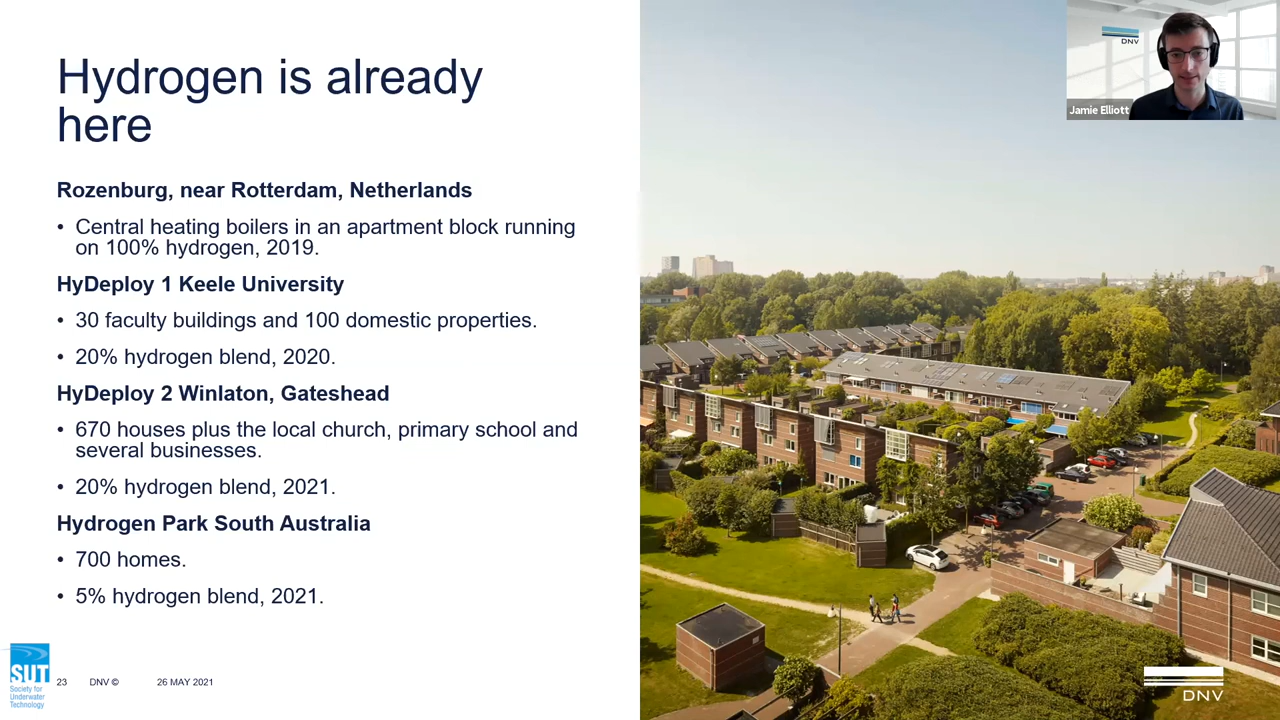 Hydrogen is already
here
Rozenburg, near Rotterdam, Netherlands
• Central heating boilers in an apartment block running
on 100% hydrogen, 2019.
HyDeploy 1 Keele University
• 30 faculty buildings and 100 domestic properties.
• 20% hydrogen blend, 2020.
HyDeploy 2 Winlaton, Gateshead
• 670 houses plus the local church, primary school and
several businesses.
• 20% hydrogen blend, 2021.
Hydrogen Park South Australia
• 700 homes.
• 5% hydrogen blend, 2021.
SUT
Society for
Underwater
Technology
23 DNV © 26 MAY 2021
DNV
Jamie Elliott
DNV